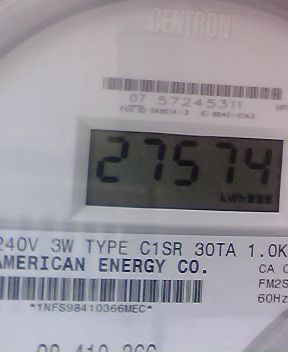 CENTRON
07 57245311
27574
kWh
240V 3W TYPE C1SR 30TA 1.0K
AMERICAN ENERGY CO.
CA
FM2S
60Hz
*1NFS98410366MEC*